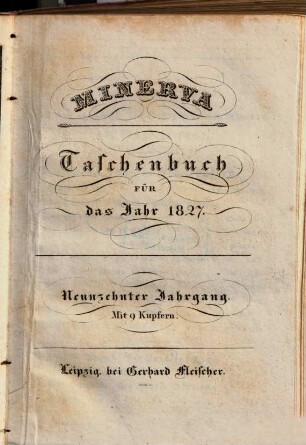 MINERVA
Taschenbuch
FÜR
das Jahr 1827.
Neunzehnter Jahrgang.
Mit 9 Kupfern.
Leipzig, bei Gerhard Fleischer.